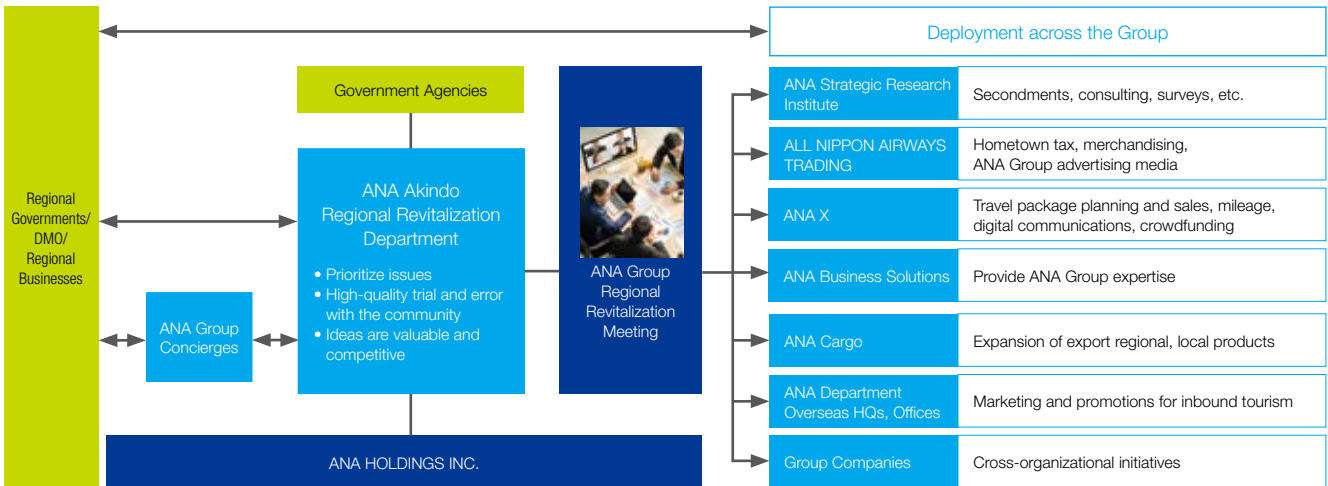 Regional
Governments/
DMO/
Regional
Businesses
Government Agencies
ANA Akindo
Regional Revitalization
Department
• Prioritize issues
• High-quality trial and error
with the community
• Ideas are valuable and
competitive
ANA Group
Concierges
ANA HOLDINGS INC.
ANA Group
Regional
Revitalization
Meeting
Deployment across the Group
ANA Strategic Research
Institute
Secondments, consulting, surveys, etc.
ALL NIPPON AIRWAYS
TRADING
Hometown tax, merchandising,
ANA Group advertising media
ANA X
Travel package planning and sales, mileage,
digital communications, crowdfunding
ANA Business Solutions
Provide ANA Group expertise
ANA Cargo
Expansion of export regional, local products
ANA Department
Overseas HQs, Offices
Marketing and promotions for inbound tourism
Group Companies
Cross-organizational initiatives